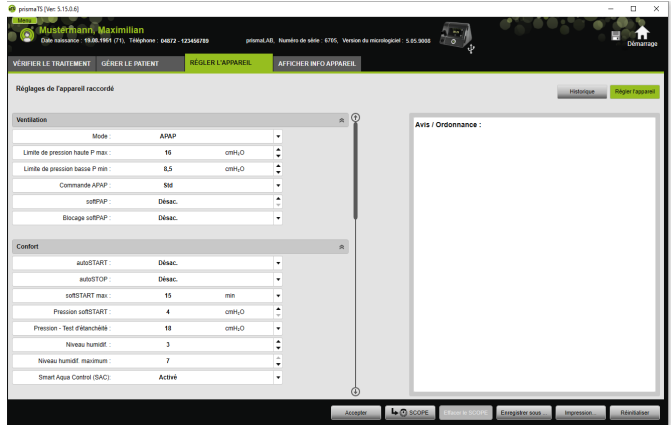 prismaTS [Ver: 5.15.0.6]
Menu
Mustermann, Maximilian
Date naissance : 19.08.1951 (71), Téléphone : 04872 - 123456789
prismaLAB, Numéro de série : 6705, Version du micrologiciel : 5.05.9008
Démarrage
VÉRIFIER LE TRAITEMENT
GÉRER LE PATIENT
RÉGLER L'APPAREIL
AFFICHER INFO APPAREIL
Réglages de l'appareil raccordé
Historique
Régler l'appareil
Ventilation
Mode : APAP
Limite de pression haute P max : 16 cmH₂O
Limite de pression basse P min : 8,5 cmH₂O
Commande APAP : Std
softPAP : Désac.
Blocage softPAP : Désac.
Confort
autoSTART : Désac.
autoSTOP : Désac.
softSTART max : 15 min
Pression softSTART : 4 cmH₂O
Pression - Test d'étanchéité : 18 cmH₂O
Niveau humidif. : 3
Niveau humidif. maximum : 7
Smart Aqua Control (SAC): Activé
Avis / Ordonnance :
Accepter
SCOPE
Effacer le SCOPE
Enregistrer sous...
Impression...
Réinitialiser